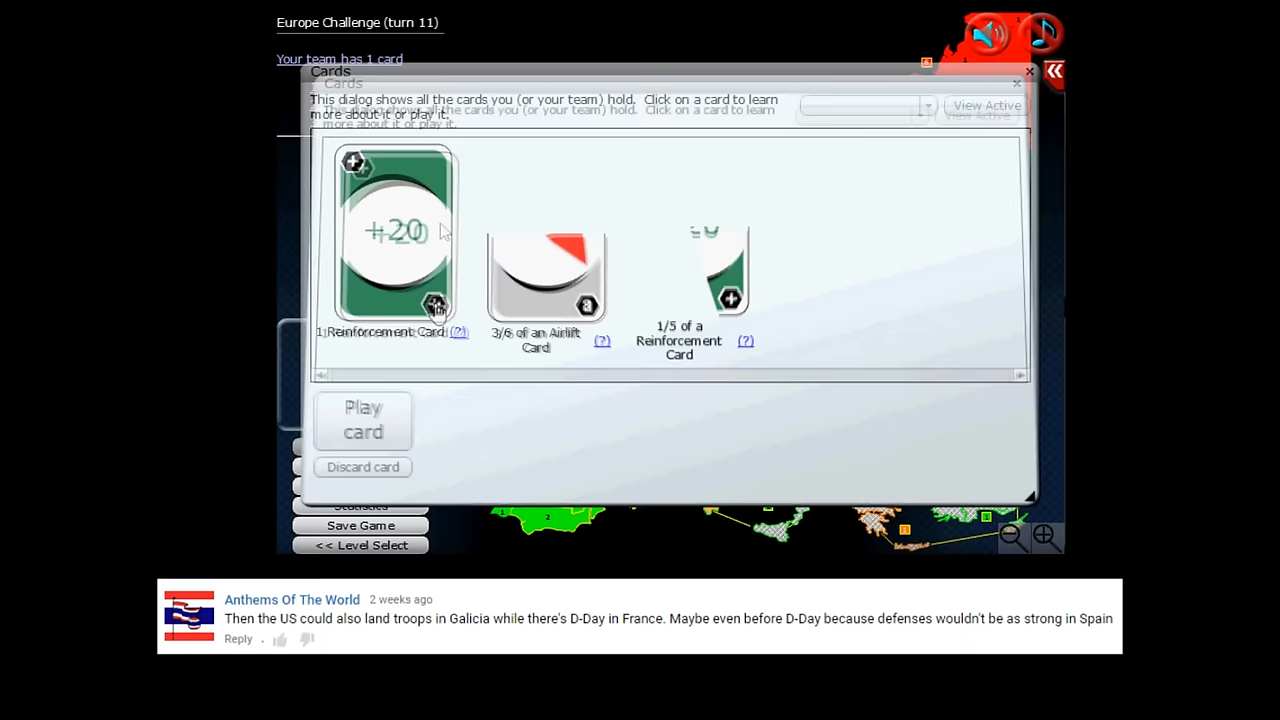 Europe Challenge (turn 11)
Your team has 1 card
Cards
This dialog shows all the cards you (or your team) hold. Click on a card to learn
more about it or play it.
View Active
+20
1 Reinforcement Card (?)
3/6 of an Airlift
Card
(?)
a
1/5 of a
Reinforcement
Card
(?)
Play
card
Discard card
Statistics
Save Game
<< Level Select
Anthems Of The World 2 weeks ago
Then the US could also land troops in Galicia while there's D-Day in France. Maybe even before D-Day because defenses wouldn't be as strong in Spain
Reply